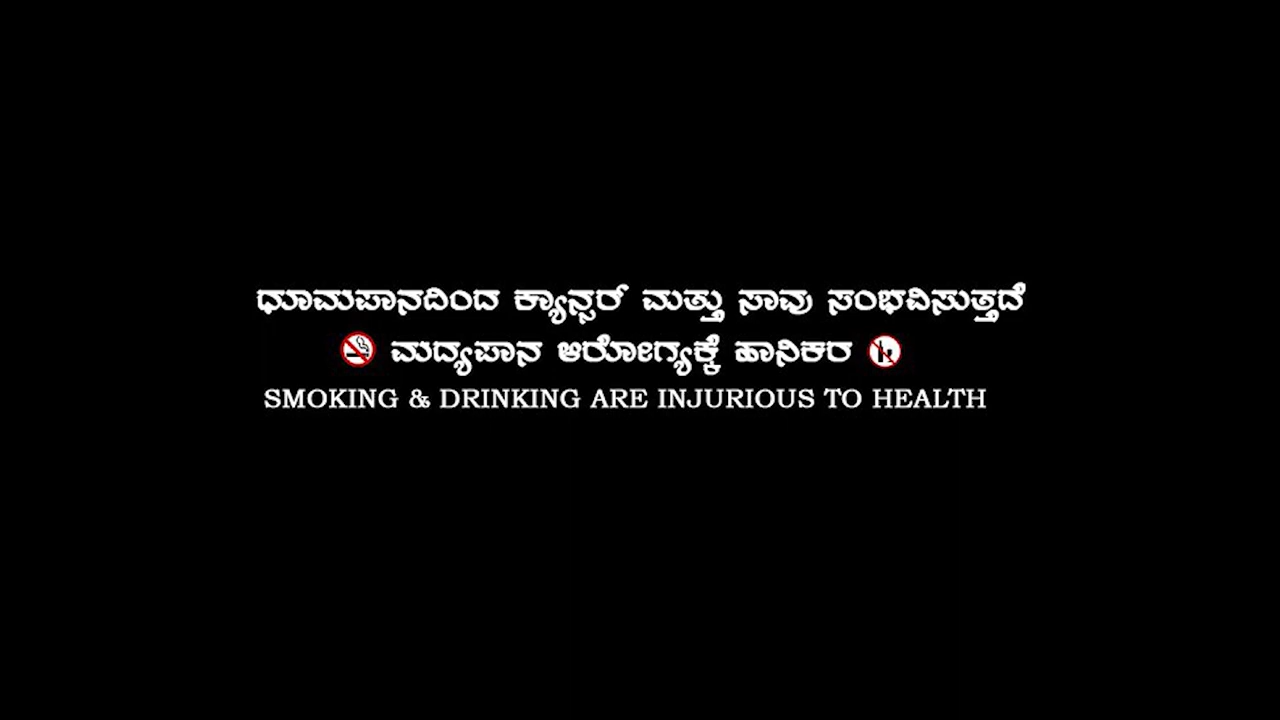 ಧೂಮಪಾನದಿಂದ ಕ್ಯಾನ್ಸರ್ ಮತ್ತು ಸಾವು ಸಂಭವಿಸುತ್ತದೆ
ಮದ್ಯಪಾನ ಆರೋಗ್ಯಕ್ಕೆ ಹಾನಿಕರ
SMOKING & DRINKING ARE INJURIOUS TO HEALTH